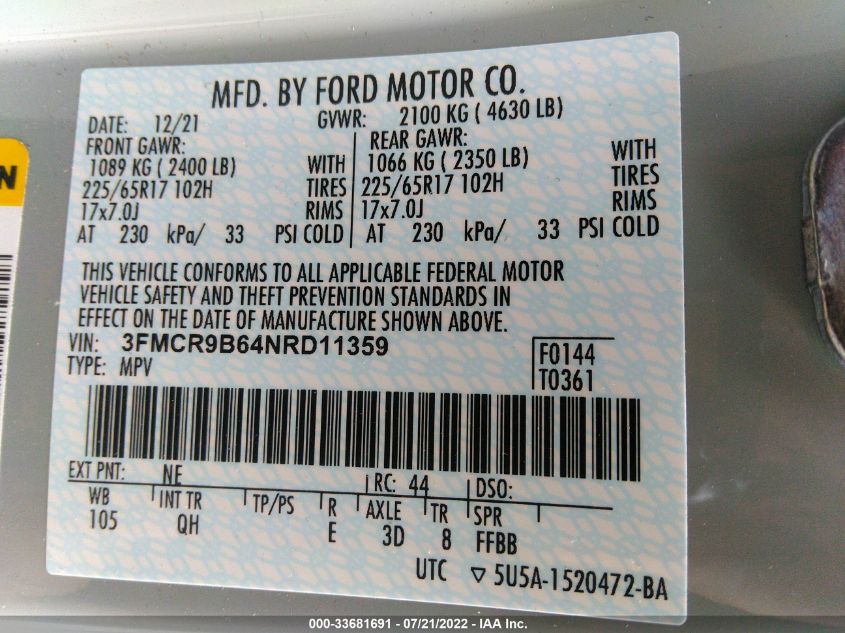 MFD. BY FORD MOTOR CO.
DATE: 12/21 GVWR: 2100 KG ( 4630 LB)
FRONT GAWR: REAR GAWR:
1089 KG ( 2400 LB) WITH 1066 KG ( 2350 LB) WITH
225/65R17 102H TIRES 225/65R17 102H TIRES
17x7.0J RIMS 17x7.0J RIMS
AT 230 kPa/ 33 PSI COLD AT 230 kPa/ 33 PSI COLD
THIS VEHICLE CONFORMS TO ALL APPLICABLE FEDERAL MOTOR
VEHICLE SAFETY AND THEFT PREVENTION STANDARDS IN
EFFECT ON THE DATE OF MANUFACTURE SHOWN ABOVE.
VIN: 3FMCR9B64NRD11359 F0144
TYPE: MPV T0361
EXT PNT: NE RC: 44 DSO:
WB INT TR TP/PS R AXLE TR SPR
105 QH E 3D 8 FFBB
UTC ▽ 5U5A-1520472-BA
N
000-33681691 - 07/21/2022 - IAA Inc.